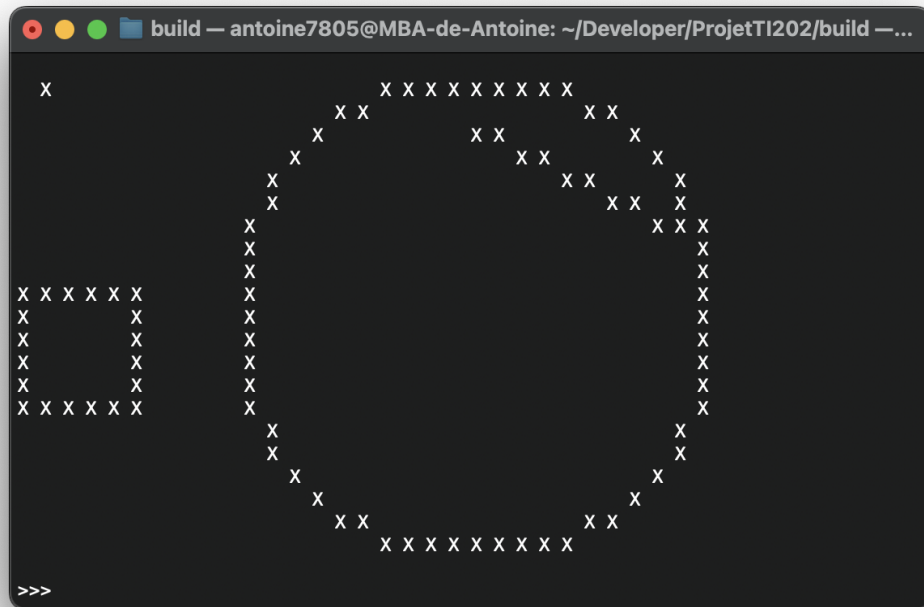 build — antoine7805@MBA-de-Antoine: ~/Developer/ProjetTI202/build —...
X X X X X X X X X X
X X X X
X X X X
X X X X
X X X X
X X X X
X X X X
X X
X X
X X X X X X X X
X X X X
X X X X
X X X X
X X X X
X X X X X X X X
X X
X X
X X
X X
X X X X
X X X X X X X X X
>>>